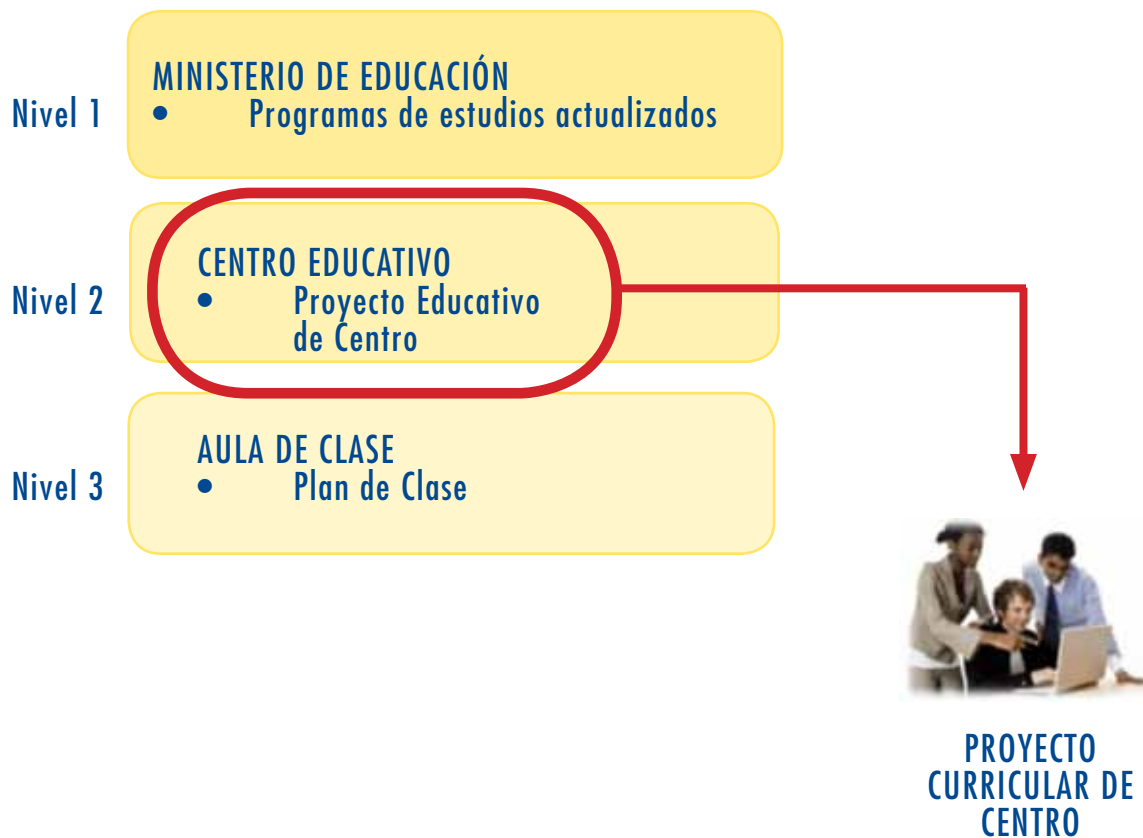 MINISTERIO DE EDUCACIÓN
Nivel 1
• Programas de estudios actualizados
CENTRO EDUCATIVO
Nivel 2
• Proyecto Educativo
de Centro
AULA DE CLASE
Nivel 3
• Plan de Clase
PROYECTO
CURRICULAR DE
CENTRO